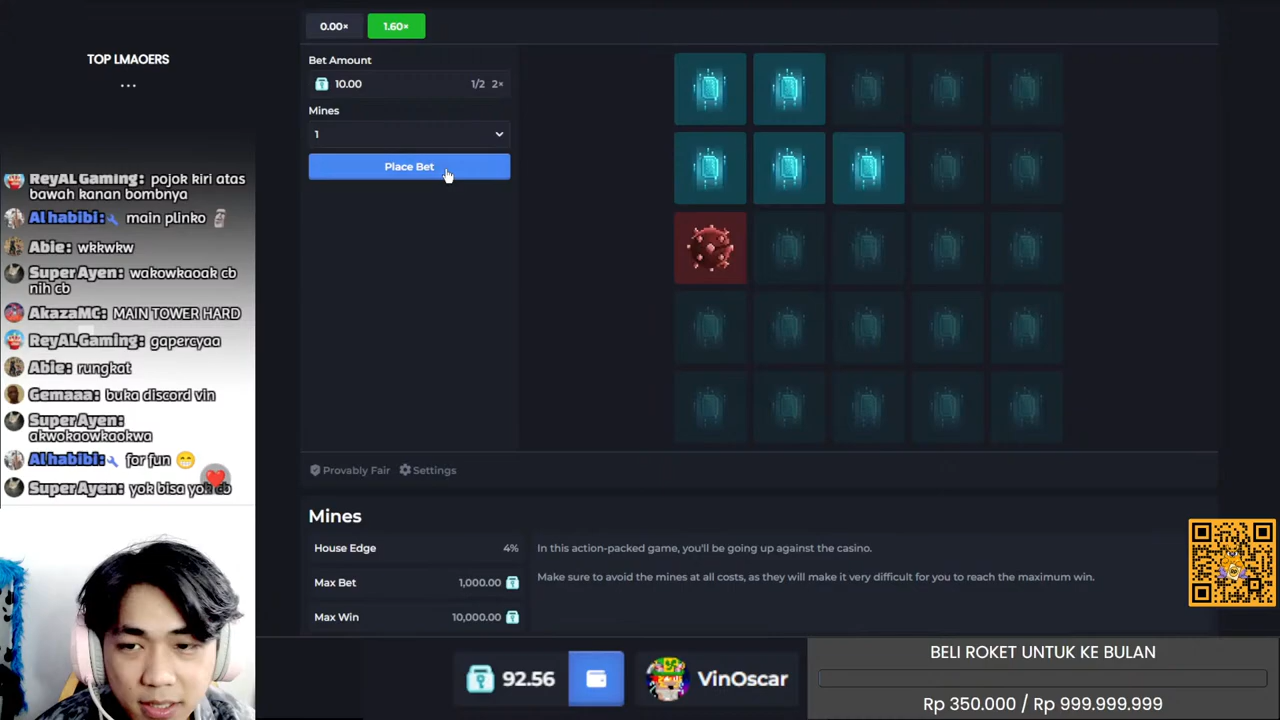 0.00×
1.60×
TOP LMAOERS
...
Bet Amount
10.00
1/2 2×
Mines
1
Place Bet
ReyAL Gaming: pojok kiri atas
bawah kanan bombnya
Al habibi: main plinko
Abie: wkkwkw
Super Ayen: wakowkaoak cb
nih cb
AkazaMC: MAIN TOWER HARD
ReyAL Gaming: gapercyaa
Abie: rungkat
Gemaaa: buka discord vin
Super Ayen:
akwokaowkaokwa
Al habibi: for fun
Super Ayen: yok bisa yok cb
Provably Fair
Settings
Mines
House Edge
4%
Max Bet
1,000.00
Max Win
10,000.00
In this action-packed game, you'll be going up against the casino.
Make sure to avoid the mines at all costs, as they will make it very difficult for you to reach the maximum win.
92.56
VinOscar
BELI ROKET UNTUK KE BULAN
Rp 350.000 / Rp 999.999.999